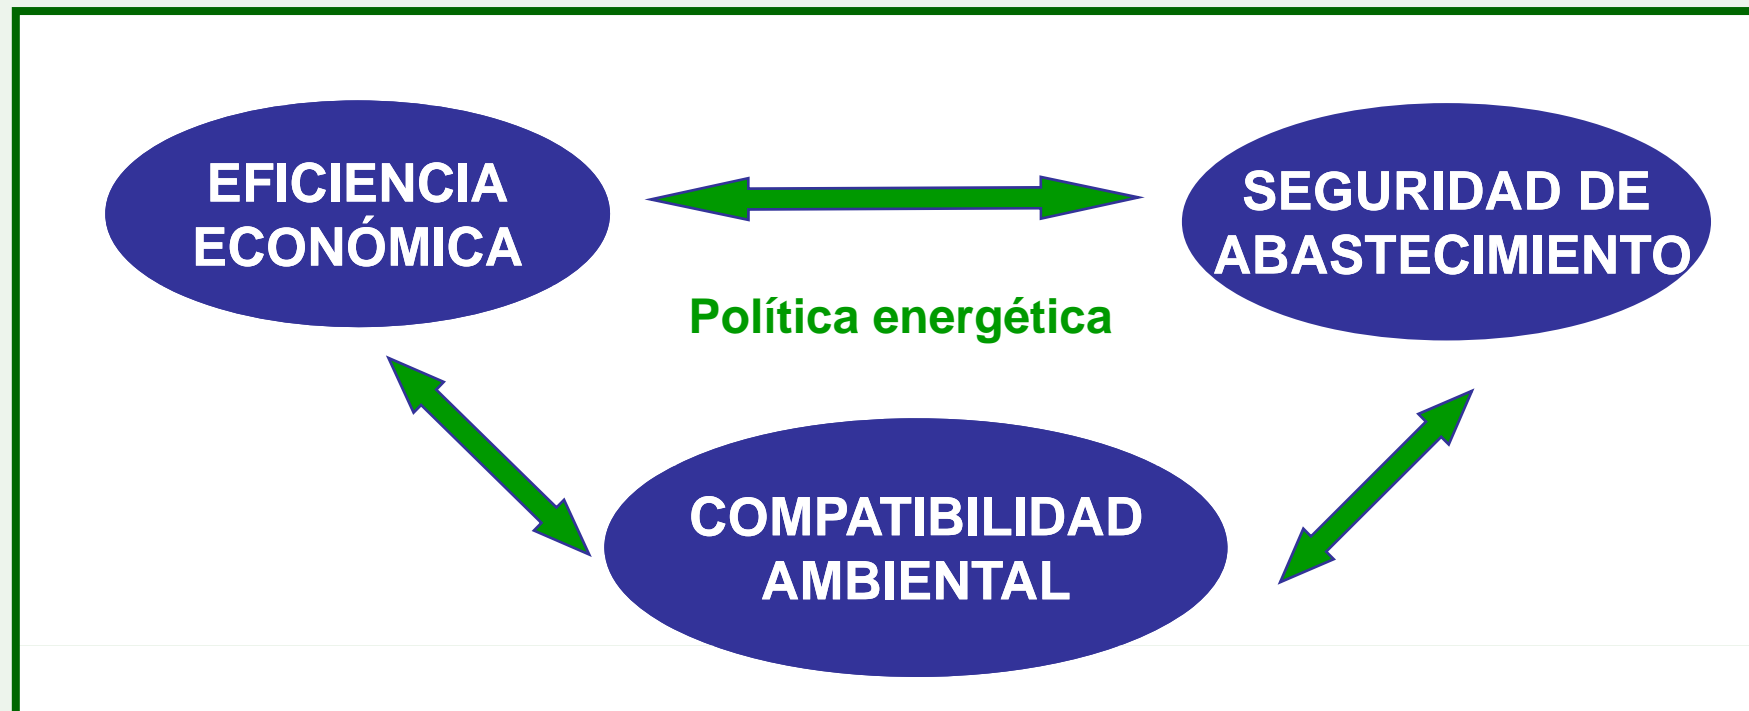 EFICIENCIA
ECONÓMICA
SEGURIDAD DE
ABASTECIMIENTO
Política energética
COMPATIBILIDAD
AMBIENTAL